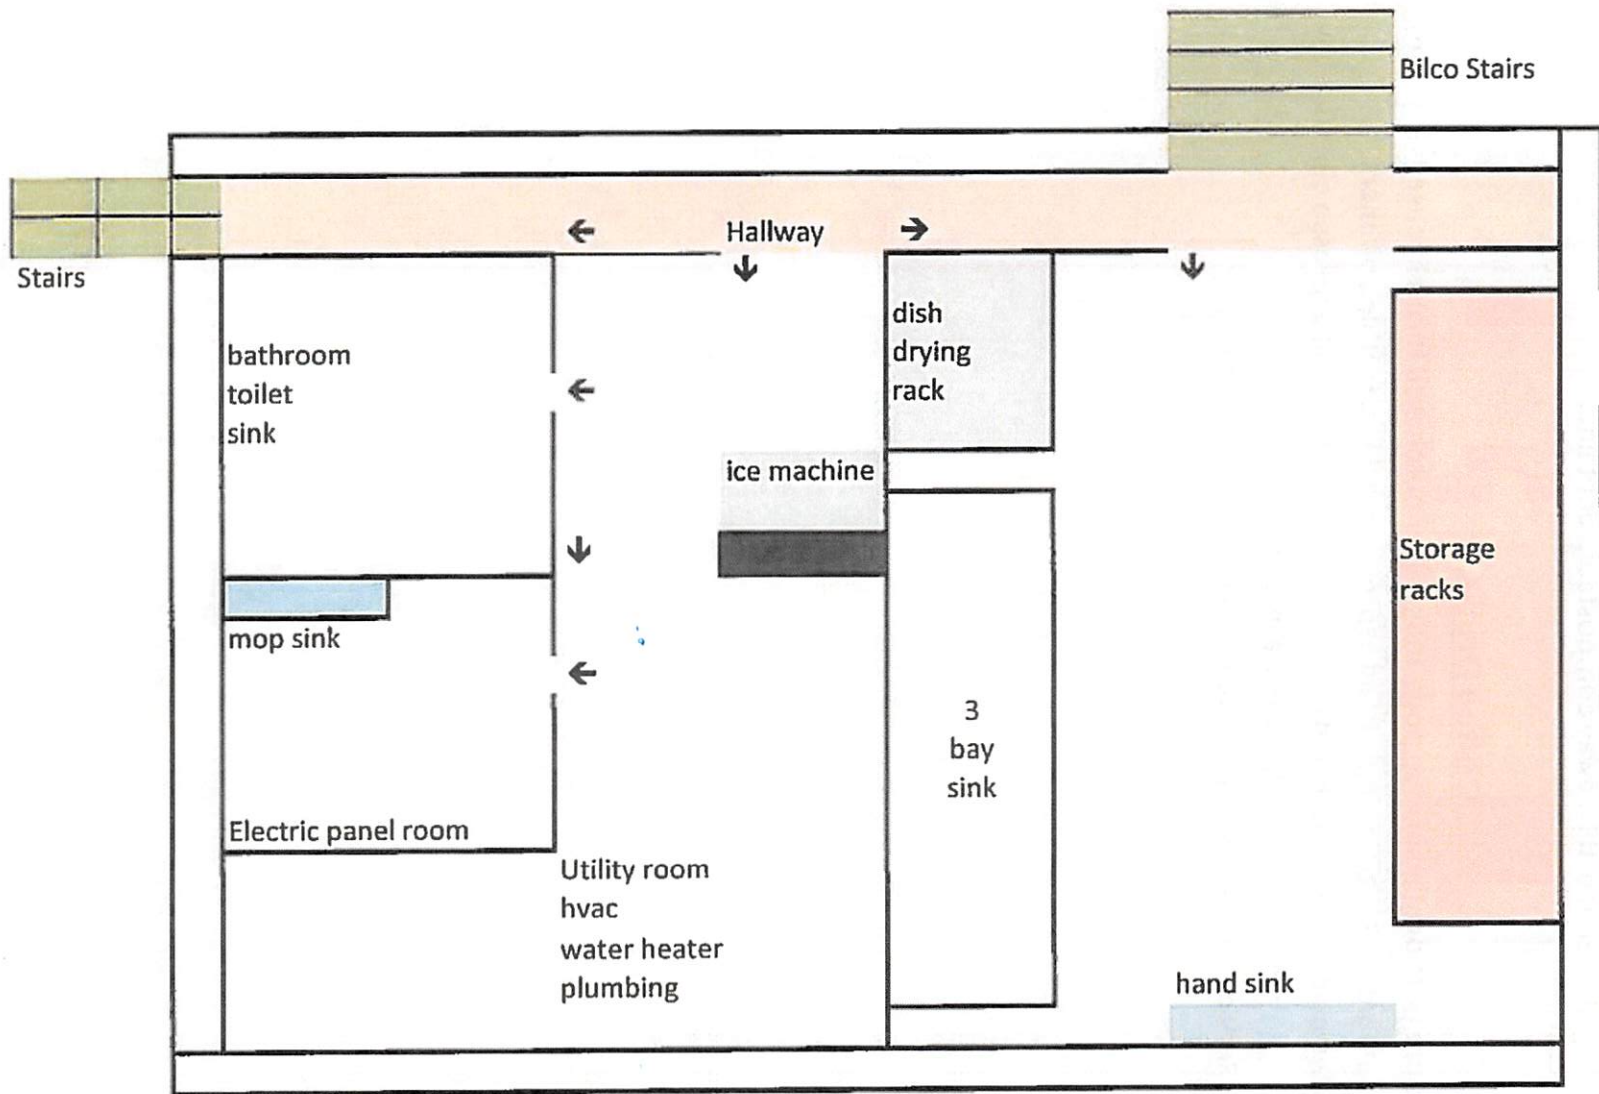 Bilco Stairs
Hallway
Stairs
bathroom
toilet
sink
dish
drying
rack
ice machine
mop sink
Storage
racks
3
bay
sink
Electric panel room
Utility room
hvac
water heater
plumbing
hand sink